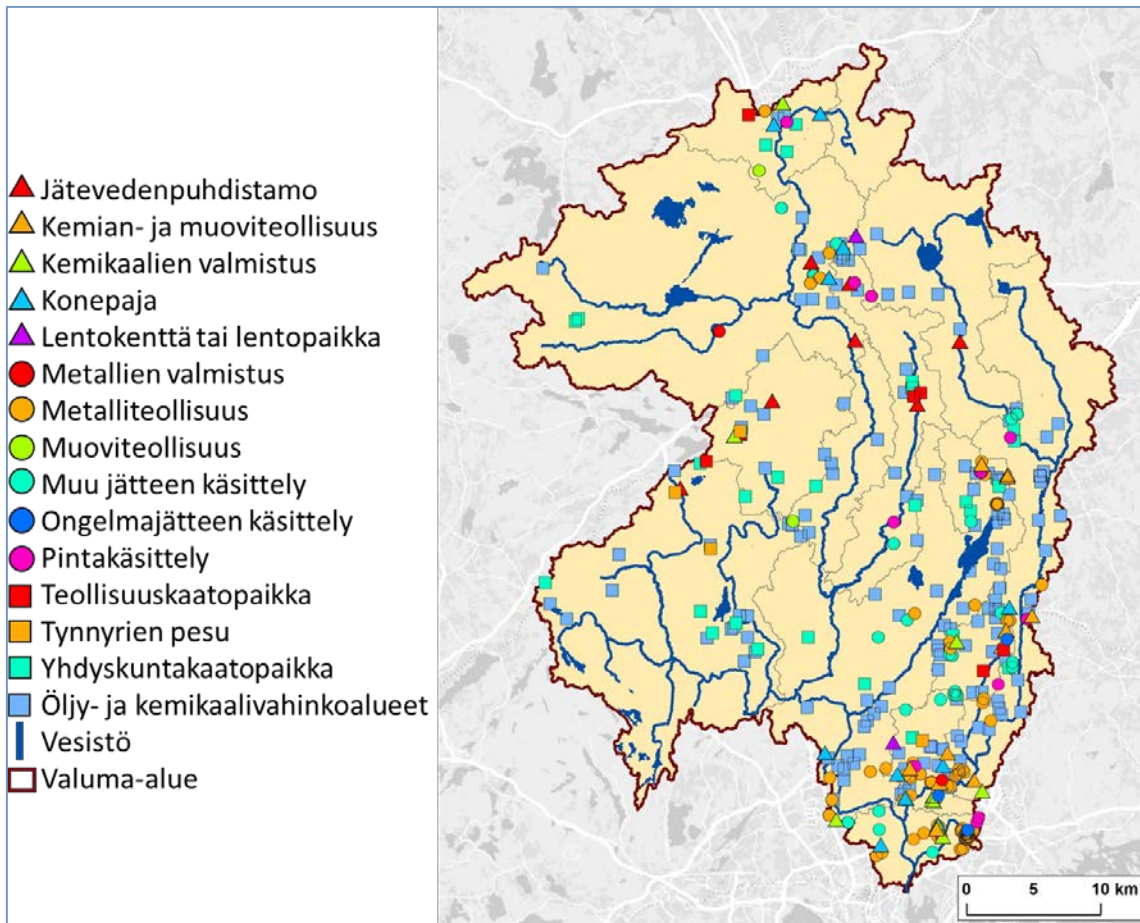 Jätevedenpuhdistamo
Kemian- ja muoviteollisuus
Kemikaalien valmistus
Konepaja
Lentokenttä tai lentopaikka
Metallien valmistus
Metalliteollisuus
Muoviteollisuus
Muu jätteen käsittely
Ongelmajätteen käsittely
Pintakäsittely
Teollisuuskaatopaikka
Tynnyrien pesu
Yhdyskuntakaatopaikka
Öljy- ja kemikaalivahinkoalueet
Vesistö
Valuma-alue
0 5 10 km